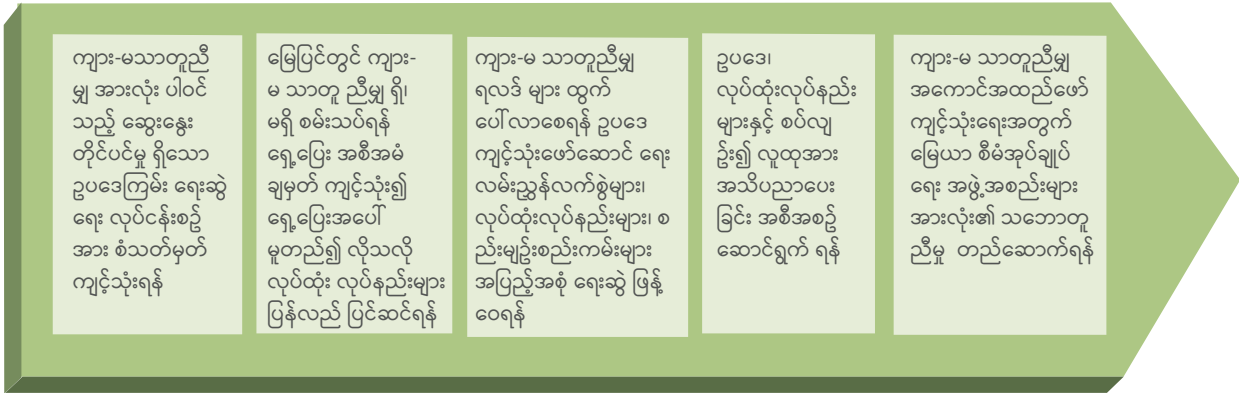 ကျား-မသာတူညီ
မျှ အားလုံး ပါဝင်
သည့် ဆွေးနွေး
တိုင်ပင်မှု ရှိသော
ဥပဒေကြမ်း ရေးဆွဲ
ရေး လုပ်ငန်းစဥ်
အား စံသတ်မှတ်
ကျင့်သုံးရန်
မြေပြင်တွင် ကျား-
မ သာတူ ညီမျှ ရှိ၊
မရှိ စမ်းသပ်ရန်
ရှေ့ပြေး အစီအမံ
ချမှတ် ကျင့်သုံး၍
ရှေ့ပြေးအပေါ်
မူတည်၍ လိုသလို
လုပ်ထုံး လုပ်နည်းများ
ပြန်လည် ပြင်ဆင်ရန်
ကျား-မ သာတူညီမျှ
ရလဒ် များ ထွက်
ပေါ်လာစေရန် ဥပဒေ
ကျင့်သုံးဖော်ဆောင် ရေး
လမ်းညွှန်လက်စွဲများ၊
လုပ်ထုံးလုပ်နည်းများ၊ စ
ည်းမျဥ်းစည်းကမ်းများ
အပြည့်အစုံ ရေးဆွဲ ဖြန့်
ဝေရန်
ဥပဒေ၊
လုပ်ထုံးလုပ်နည်း
များနှင့် စပ်လျ
ဥ်း၍ လူထုအား
အသိပညာပေး
ခြင်း အစီအစဥ်
ဆောင်ရွက် ရန်
ကျား-မ သာတူညီမျှ
အကောင်အထည်ဖော်
ကျင့်သုံးရေးအတွက်
မြေယာ စီမံအုပ်ချုပ်
ရေး အဖွဲ့အစည်းများ
အားလုံး၏ သဘောတူ
ညီမှု တည်ဆောက်ရန်